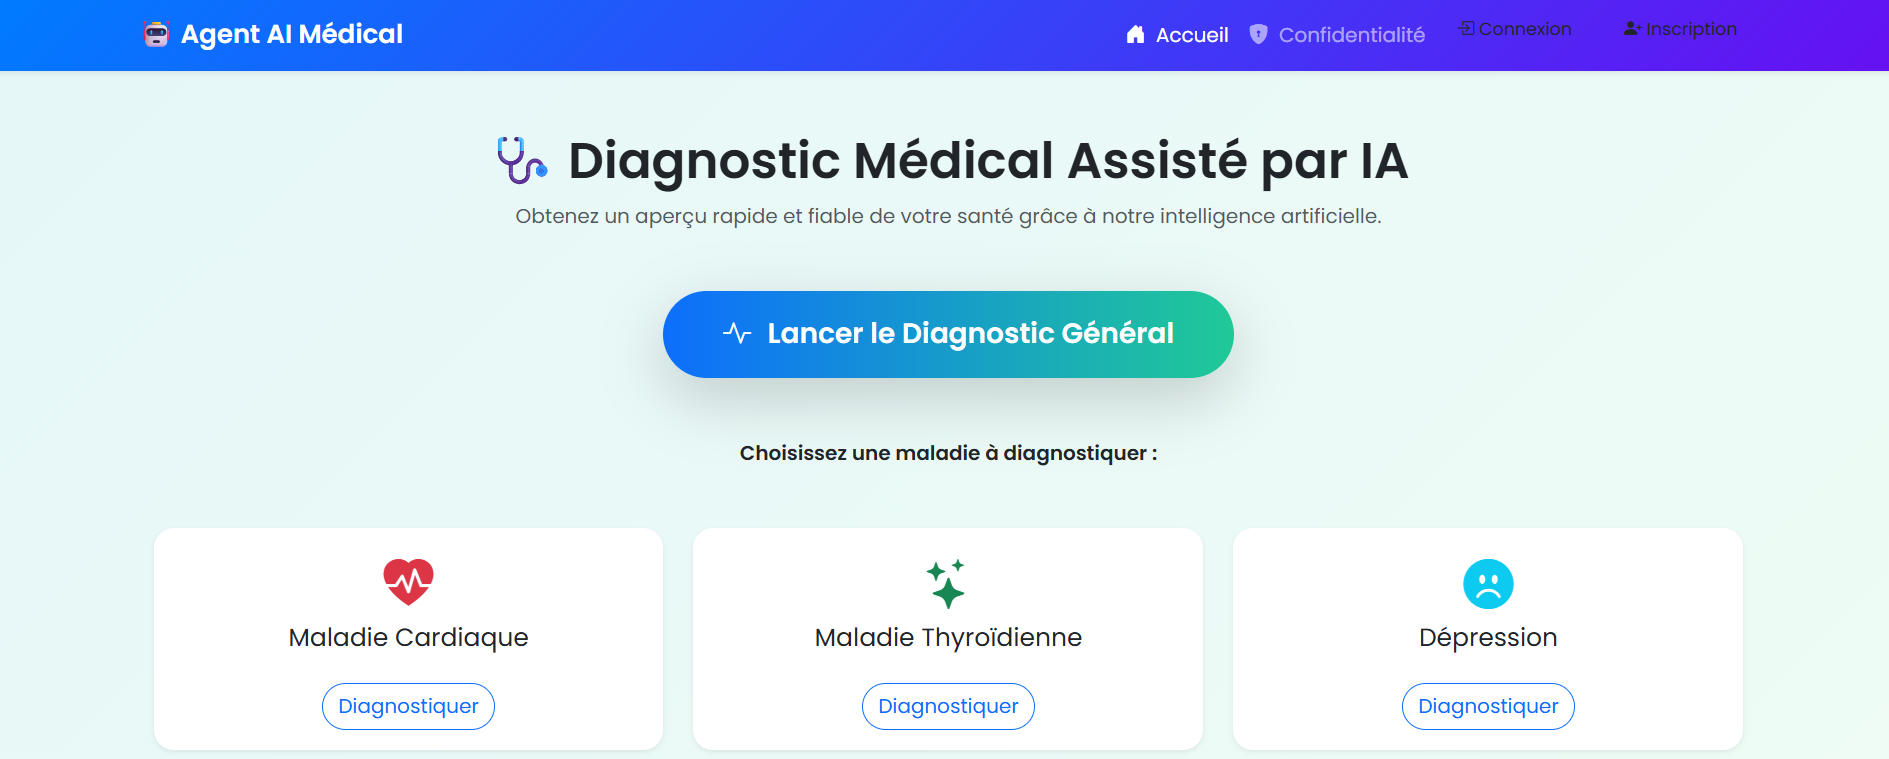 Agent AI Médical
Accueil
Confidentialité
Connexion
Inscription
Diagnostic Médical Assisté par IA
Obtenez un aperçu rapide et fiable de votre santé grâce à notre intelligence artificielle.
Lancer le Diagnostic Général
Choisissez une maladie à diagnostiquer :
Maladie Cardiaque
Diagnostiquer
Maladie Thyroïdienne
Diagnostiquer
Dépression
Diagnostiquer